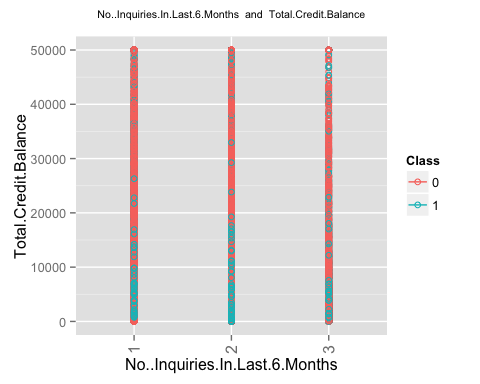 No..Inquiries.In.Last.6.Months and Total.Credit.Balance
50000
40000
30000
20000
10000
0
Total.Credit.Balance
1
2
3
No..Inquiries.In.Last.6.Months
Class
0
1